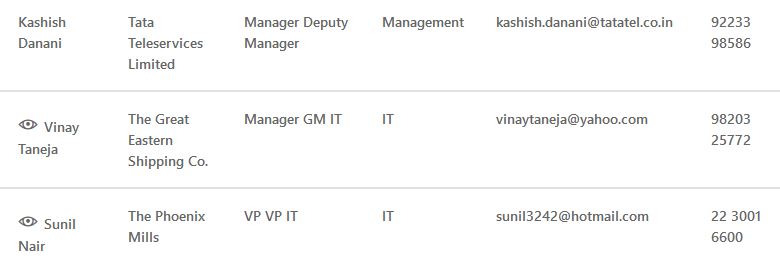 Kashish Tata Manager Deputy Management kashish.danani@tatatel.co.in 92233
Danani Teleservices Manager 98586
Limited
Vinay The Great Manager GM IT IT vinaytaneja@yahoo.com 98203
Taneja Eastern 25772
Shipping Co.
Sunil The Phoenix VP VP IT IT sunil3242@hotmail.com 22 3001
Nair Mills 6600